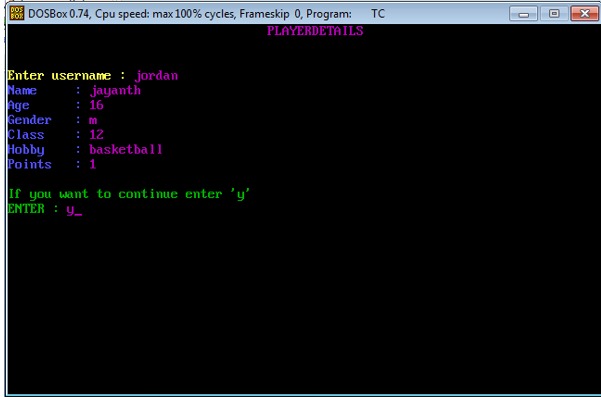 DOSBox 0.74, Cpu speed: max 100% cycles, Frameskip 0, Program: TC
PLAYERDETAILS
Enter username : jordan
Name : jayanth
Age : 16
Gender : m
Class : 12
Hobby : basketball
Points : 1
If you want to continue enter 'y'
ENTER : y_